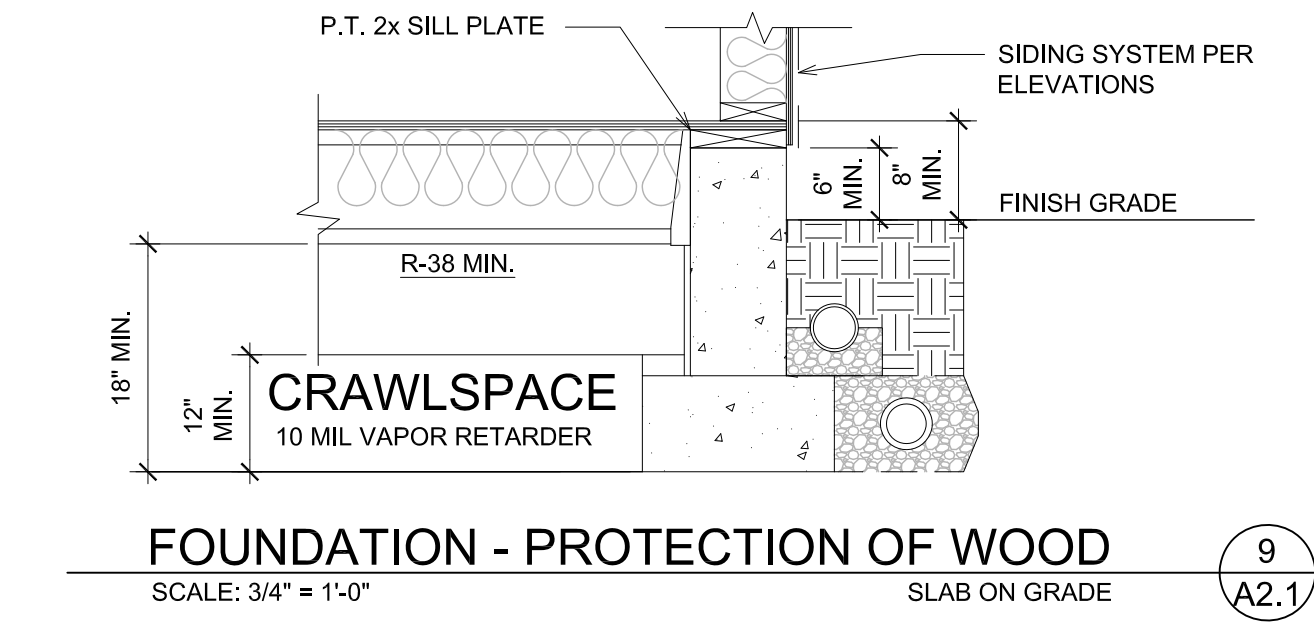 P.T. 2x SILL PLATE
SIDING SYSTEM PER
ELEVATIONS
6"
MIN.
8"
MIN.
FINISH GRADE
R-38 MIN.
18" MIN.
12"
MIN.
CRAWLSPACE
10 MIL VAPOR RETARDER
FOUNDATION - PROTECTION OF WOOD
SCALE: 3/4" = 1'-0"
SLAB ON GRADE
9
A2.1